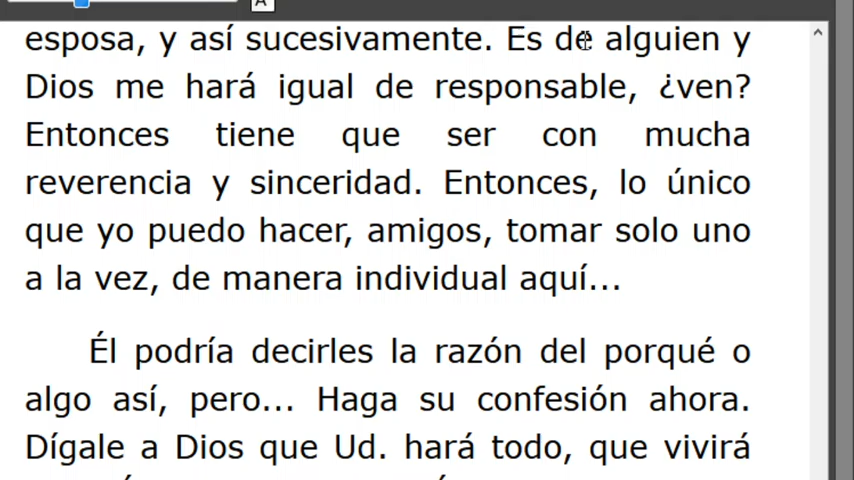 A
esposa, y así sucesivamente. Es de alguien y
Dios me hará igual de responsable, ¿ven?
Entonces tiene que ser con mucha
reverencia y sinceridad. Entonces, lo único
que yo puedo hacer, amigos, tomar solo uno
a la vez, de manera individual aquí...
Él podría decirles la razón del porqué o
algo así, pero... Haga su confesión ahora.
Dígale a Dios que Ud. hará todo, que vivirá